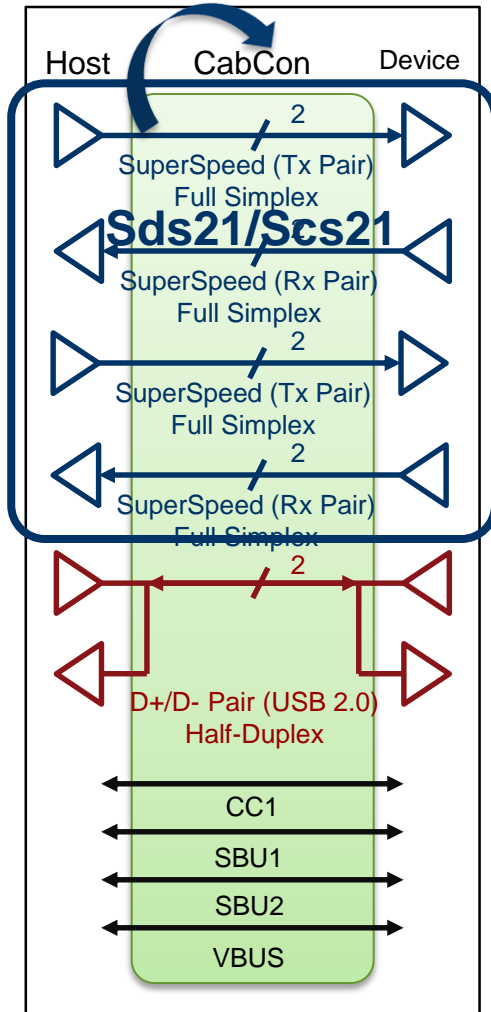 Host CabCon Device
2
SuperSpeed (Tx Pair)
Full Simplex
Sds21/Scs21
2
SuperSpeed (Rx Pair)
Full Simplex
2
SuperSpeed (Tx Pair)
Full Simplex
2
SuperSpeed (Rx Pair)
Full Simplex
2
D+/D- Pair (USB 2.0)
Half-Duplex
CC1
SBU1
SBU2
VBUS